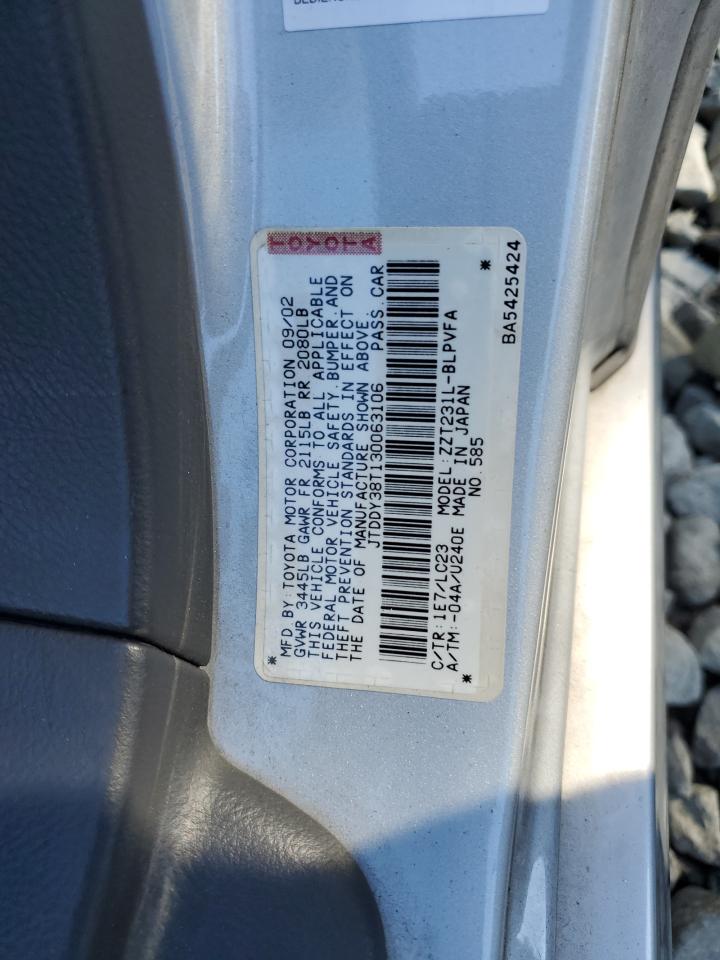 TOYOTA
MFD. BY: TOYOTA MOTOR CORPORATION 09/02
GVWR 3445LB GAWR FR 2115LB RR 2080LB
THIS VEHICLE CONFORMS TO ALL APPLICABLE
FEDERAL MOTOR VEHICLE SAFETY, BUMPER, AND
THEFT PREVENTION STANDARDS IN EFFECT ON
THE DATE OF MANUFACTURE SHOWN ABOVE.
JTDDY38T130063106 PASS. CAR
C/TR: 1E7/LC23 MODEL: ZZT231L-BLPVFA
A/TM: -04A/U240E MADE IN JAPAN
NO. 585
BA5425424